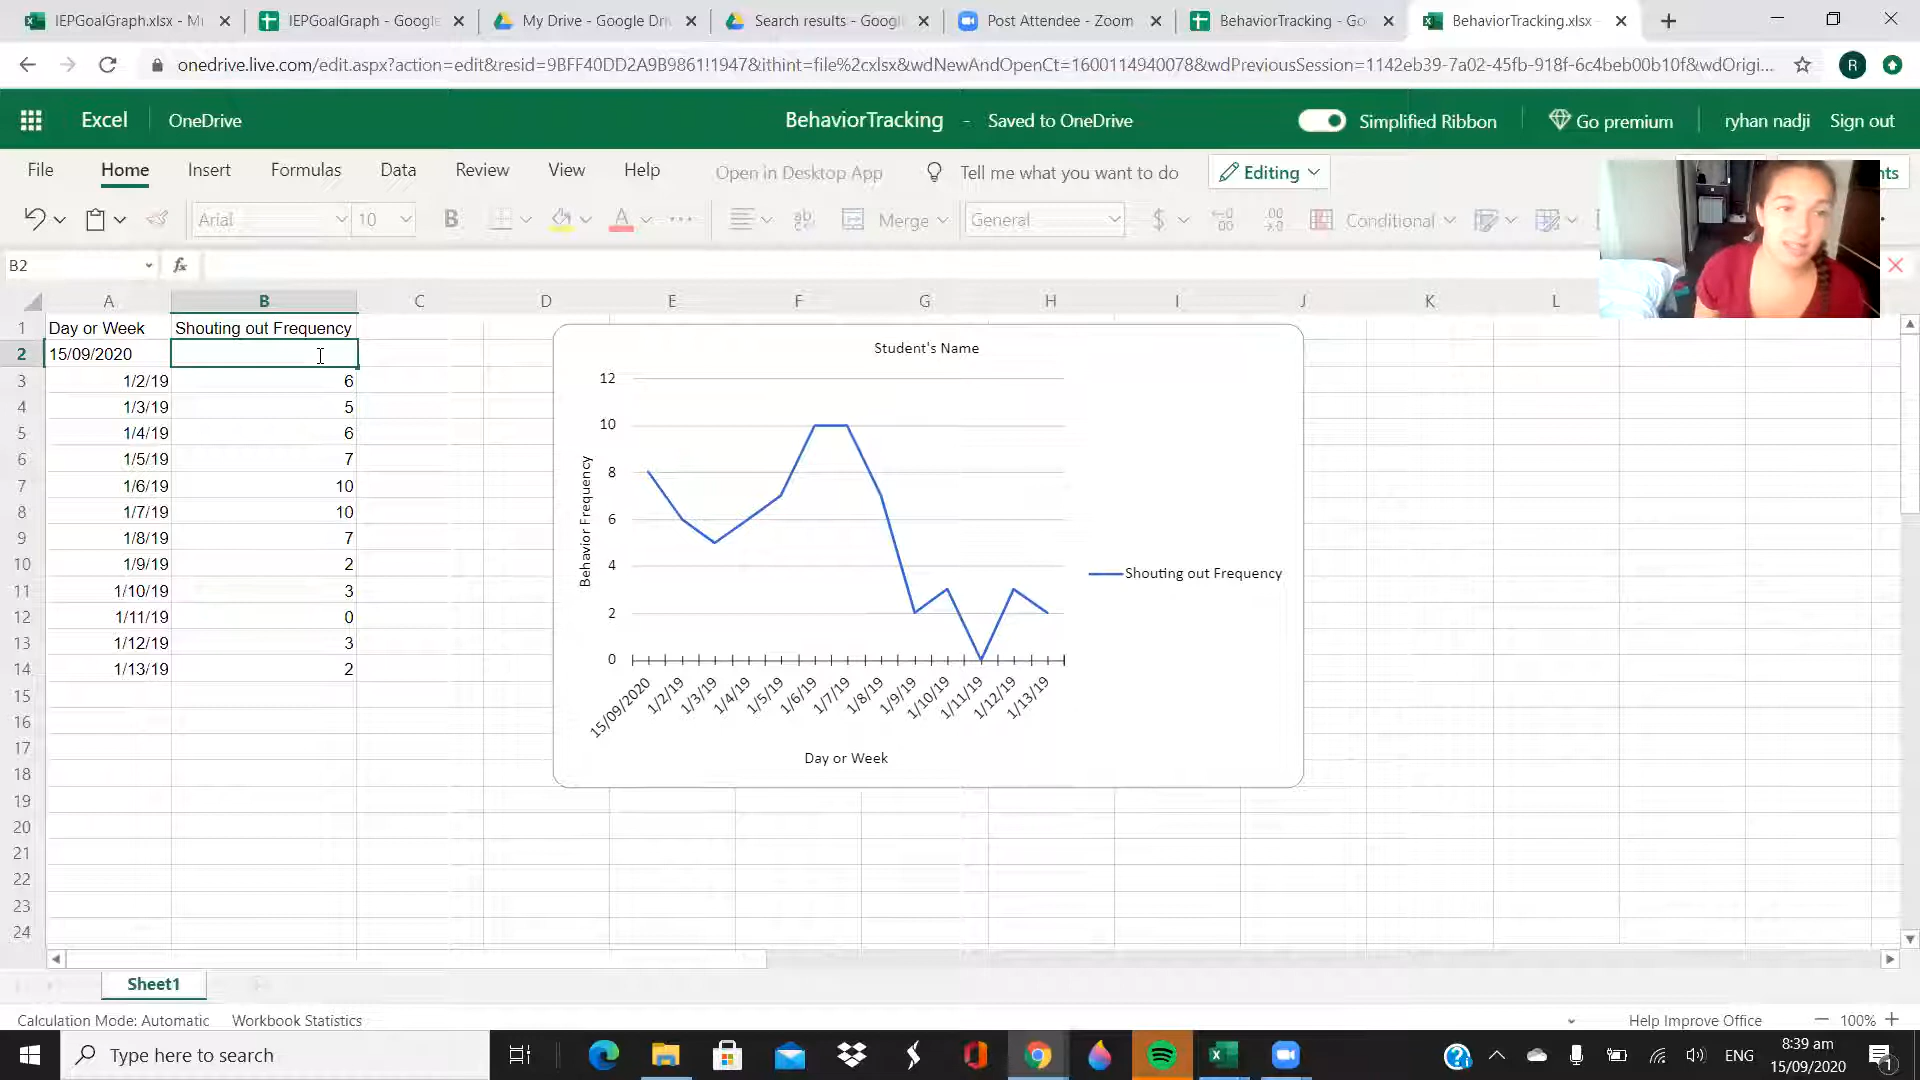 IEPGoalGraph.xlsx - Mi
IEPGoalGraph - Google
My Drive - Google Dri
Search results - Googl
Post Attendee - Zoom
BehaviorTracking - Go
BehaviorTracking.xlsx -
onedrive.live.com/edit.aspx?action=edit&resid=9BFF40DD2A9B9861!1947&ithint=file%2cxlsx&wdNewAndOpenCt=1600114940078&wdPreviousSession=1142eb39-7a02-45fb-918f-6c4beb00b10f&wdOrigi...
R
Excel
OneDrive
BehaviorTracking - Saved to OneDrive
Simplified Ribbon
Go premium
ryhan nadji
Sign out
File
Home
Insert
Formulas
Data
Review
View
Help
Open in Desktop App
Tell me what you want to do
Editing
nts
Arial
10
B
A
ab
Merge
General
$
Conditional
B2
fx
A B C D E F G H I J K L
1 Day or Week Shouting out Frequency
2 15/09/2020
3 1/2/19 6
4 1/3/19 5
5 1/4/19 6
6 1/5/19 7
7 1/6/19 10
8 1/7/19 10
9 1/8/19 7
10 1/9/19 2
11 1/10/19 3
12 1/11/19 0
13 1/12/19 3
14 1/13/19 2
15
16
17
18
19
20
21
22
23
24
Student's Name
12
10
8
6
4
2
0
Behavior Frequency
Shouting out Frequency
15/09/2020 1/2/19 1/3/19 1/4/19 1/5/19 1/6/19 1/7/19 1/8/19 1/9/19 1/10/19 1/11/19 1/12/19 1/13/19
Day or Week
Sheet1
Calculation Mode: Automatic
Workbook Statistics
Help Improve Office
100%
Type here to search
ENG
8:39 am
15/09/2020
1